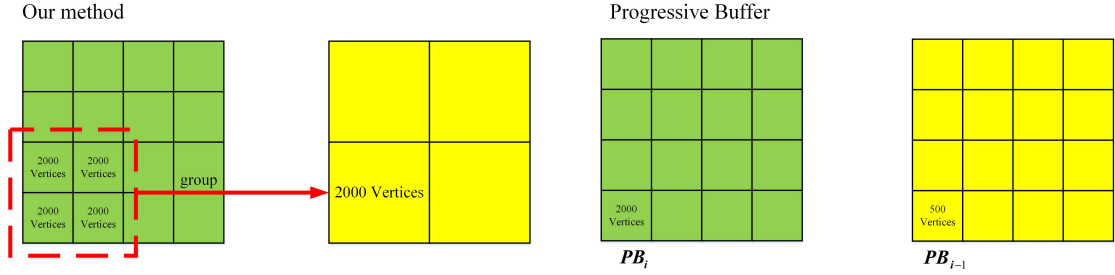 Our method
Progressive Buffer
2000
Vertices
2000
Vertices
group
2000
Vertices
2000
Vertices
2000 Vertices
2000
Vertices
500
Vertices
PBᵢ
PBᵢ₋₁